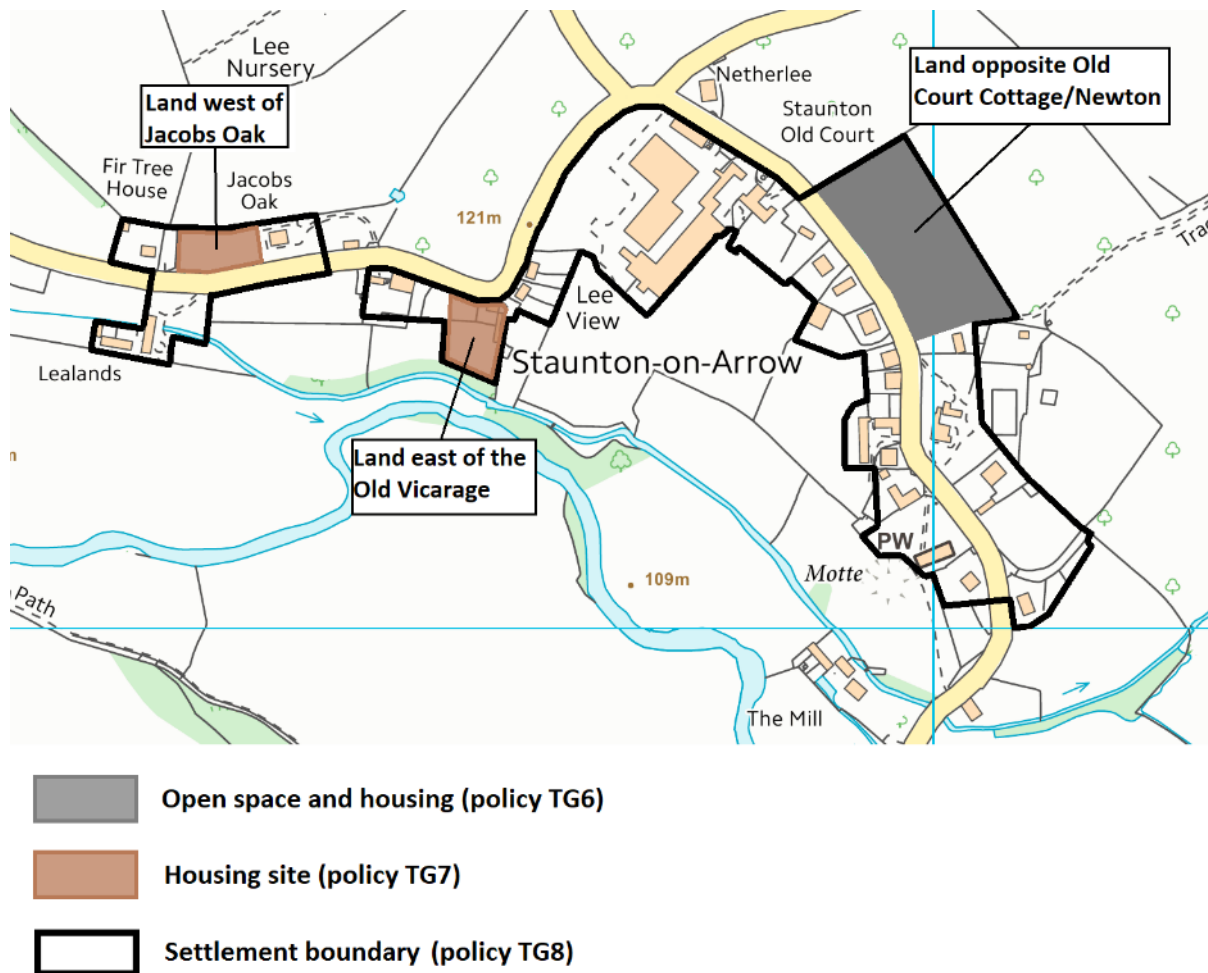 Lee
Nursery
Land west of
Jacobs Oak
Fir Tree
House
Jacobs
Oak
121m
Netherlee
Staunton
Old Court
Land opposite Old
Court Cottage/Newton
Lee
View
Staunton-on-Arrow
Lealands
Land east of the
Old Vicarage
PW
Motte
109m
Path
The Mill
Open space and housing (policy TG6)
Housing site (policy TG7)
Settlement boundary (policy TG8)